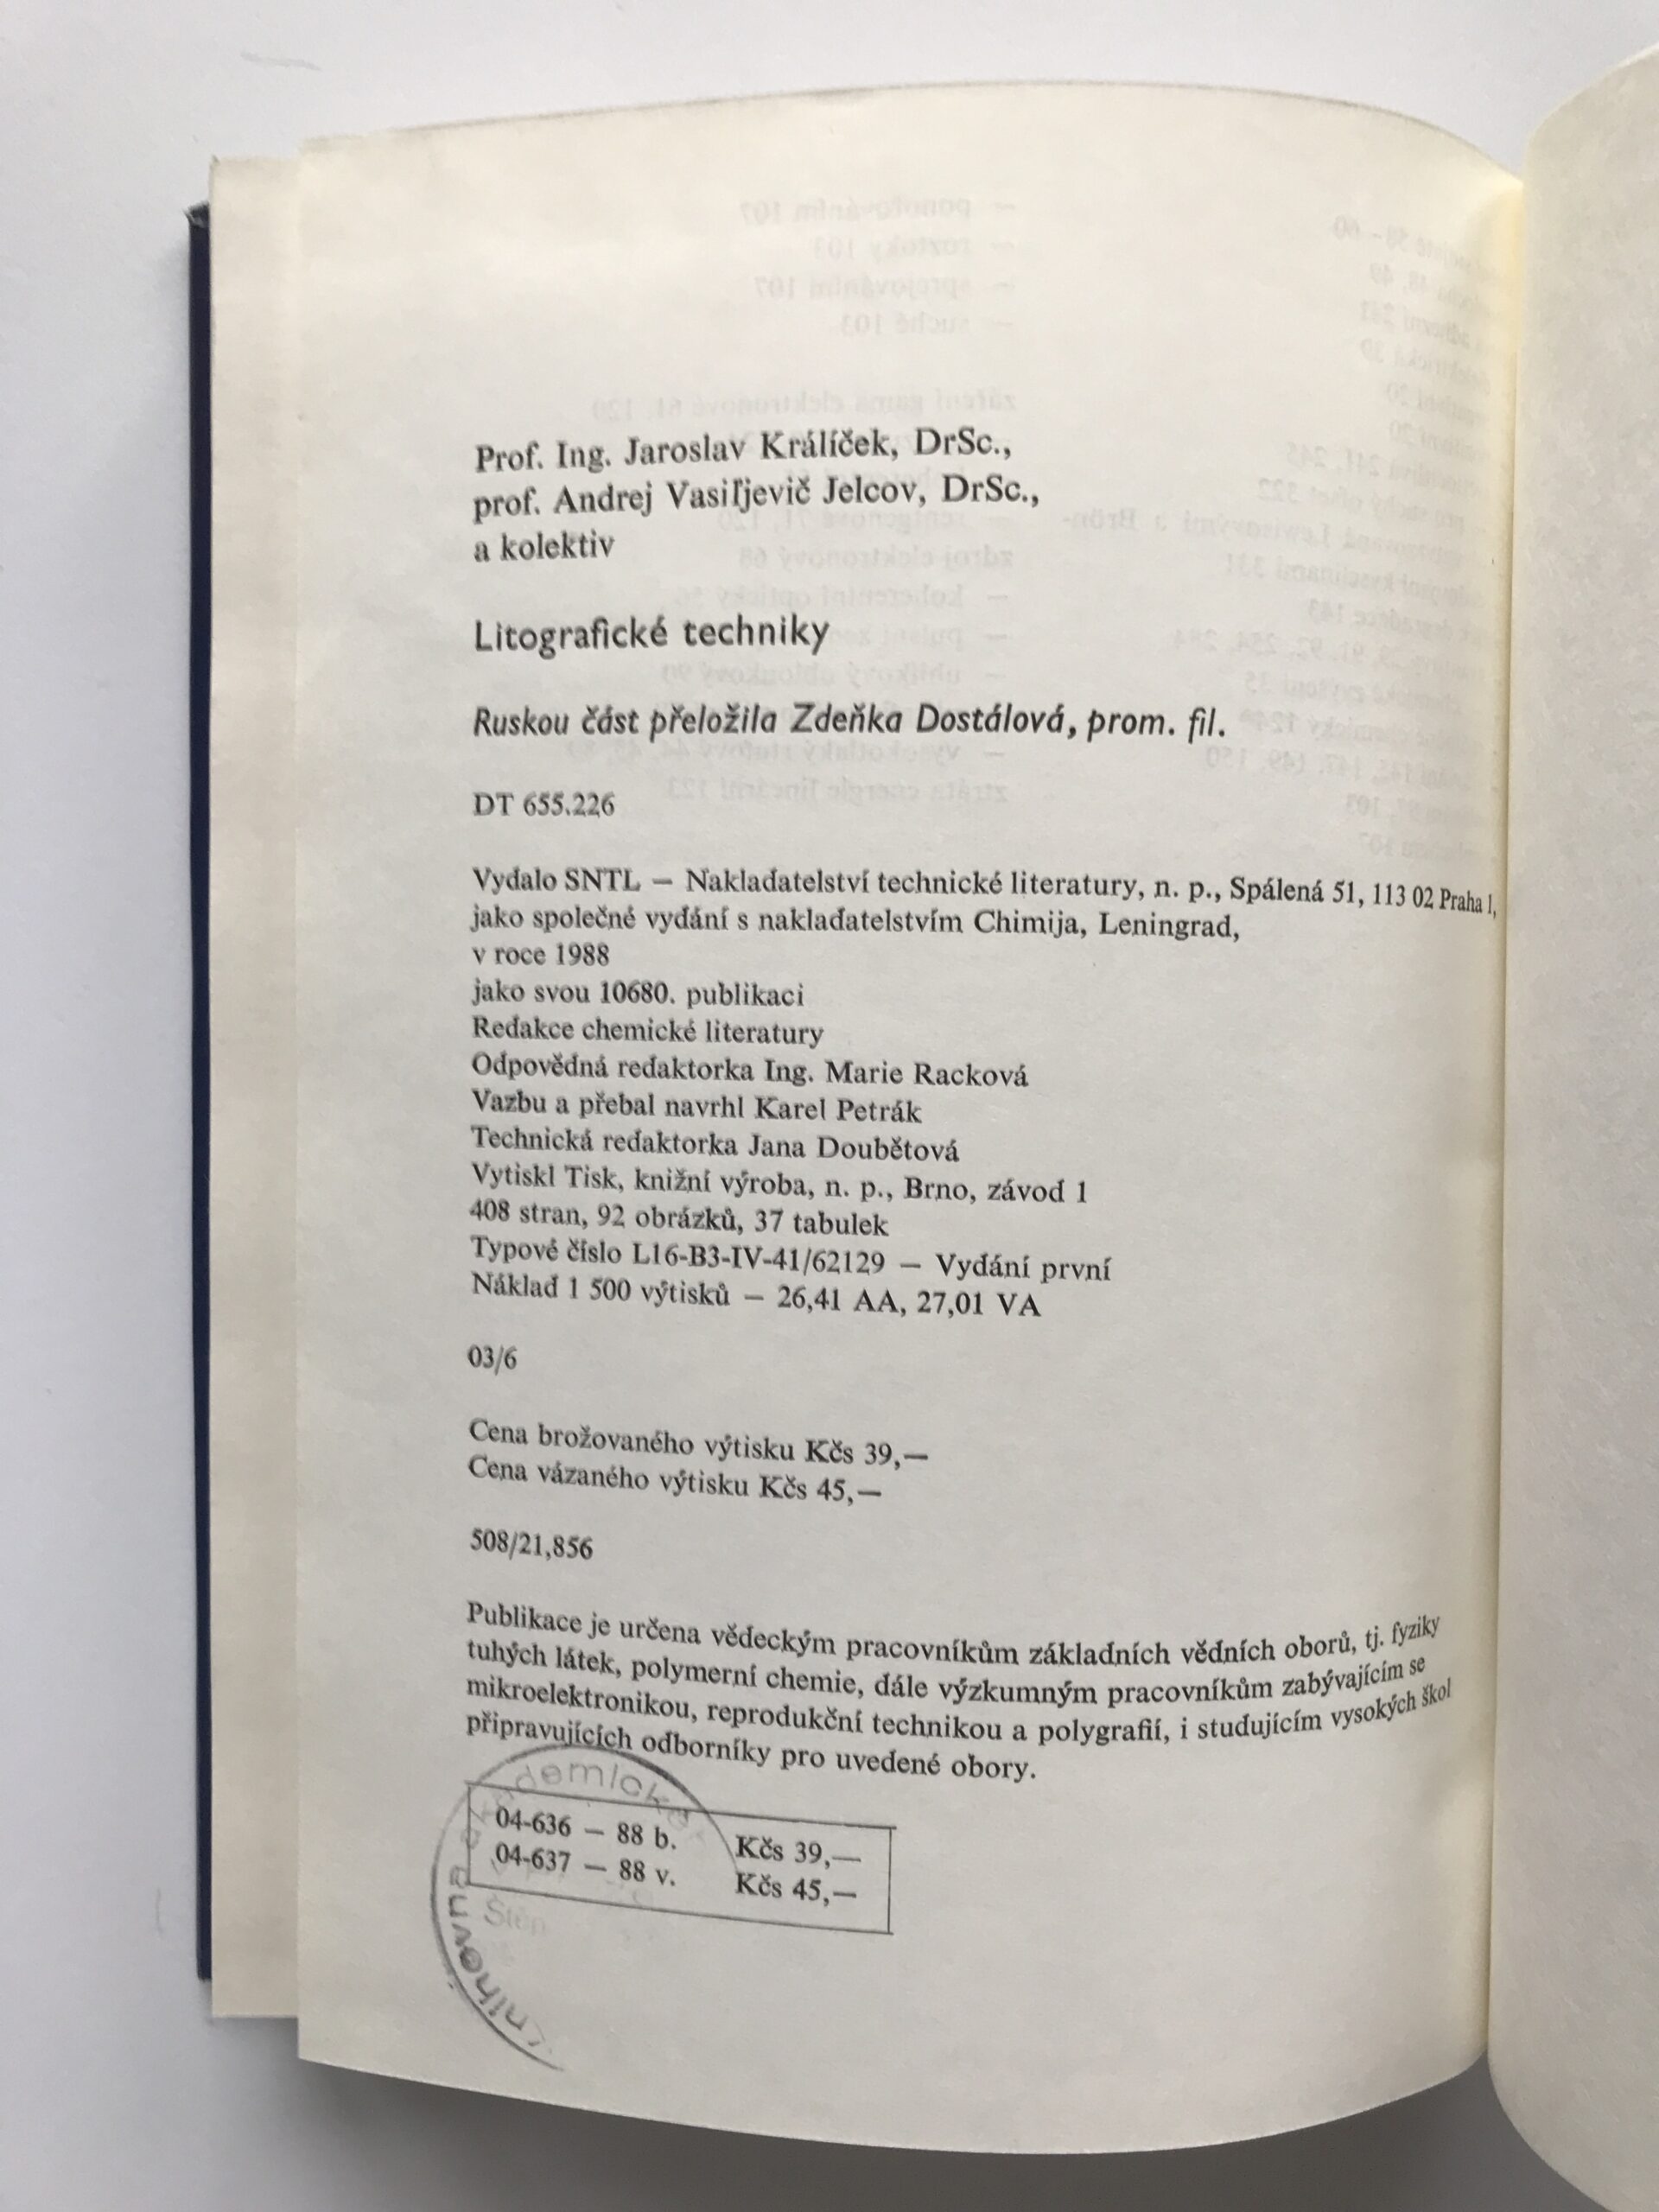 Prof. Ing. Jaroslav Králíček, DrSc.,
prof. Andrej Vasiľjevič Jelcov, DrSc.,
a kolektiv
Litografické techniky
Ruskou část přeložila Zdeňka Dostálová, prom. fil.
DT 655.226
Vydalo SNTL — Nakladatelství technické literatury, n. p., Spálená 51, 113 02 Praha 1,
jako společné vydání s nakladatelstvím Chimija, Leningrad,
v roce 1988
jako svou 10680. publikaci
Redakce chemické literatury
Odpovědná redaktorka Ing. Marie Racková
Vazbu a přebal navrhl Karel Petrák
Technická redaktorka Jana Doubětová
Vytiskl Tisk, knižní výroba, n. p., Brno, závod 1
408 stran, 92 obrázků, 37 tabulek
Typové číslo L16-B3-IV-41/62129 — Vydání první
Náklad 1 500 výtisků — 26,41 AA, 27,01 VA
03/6
Cena brožovaného výtisku Kčs 39,—
Cena vázaného výtisku Kčs 45,—
508/21,856
Publikace je určena vědeckým pracovníkům základních vědních oborů, tj. fyziky
tuhých látek, polymerní chemie, dále výzkumným pracovníkům zabývajícím se
mikroelektronikou, reprodukční technikou a polygrafií, i studujícím vysokých škol
připravujících odborníky pro uvedené obory.
04-636 — 88 b. Kčs 39,—
04-637 — 88 v. Kčs 45,—